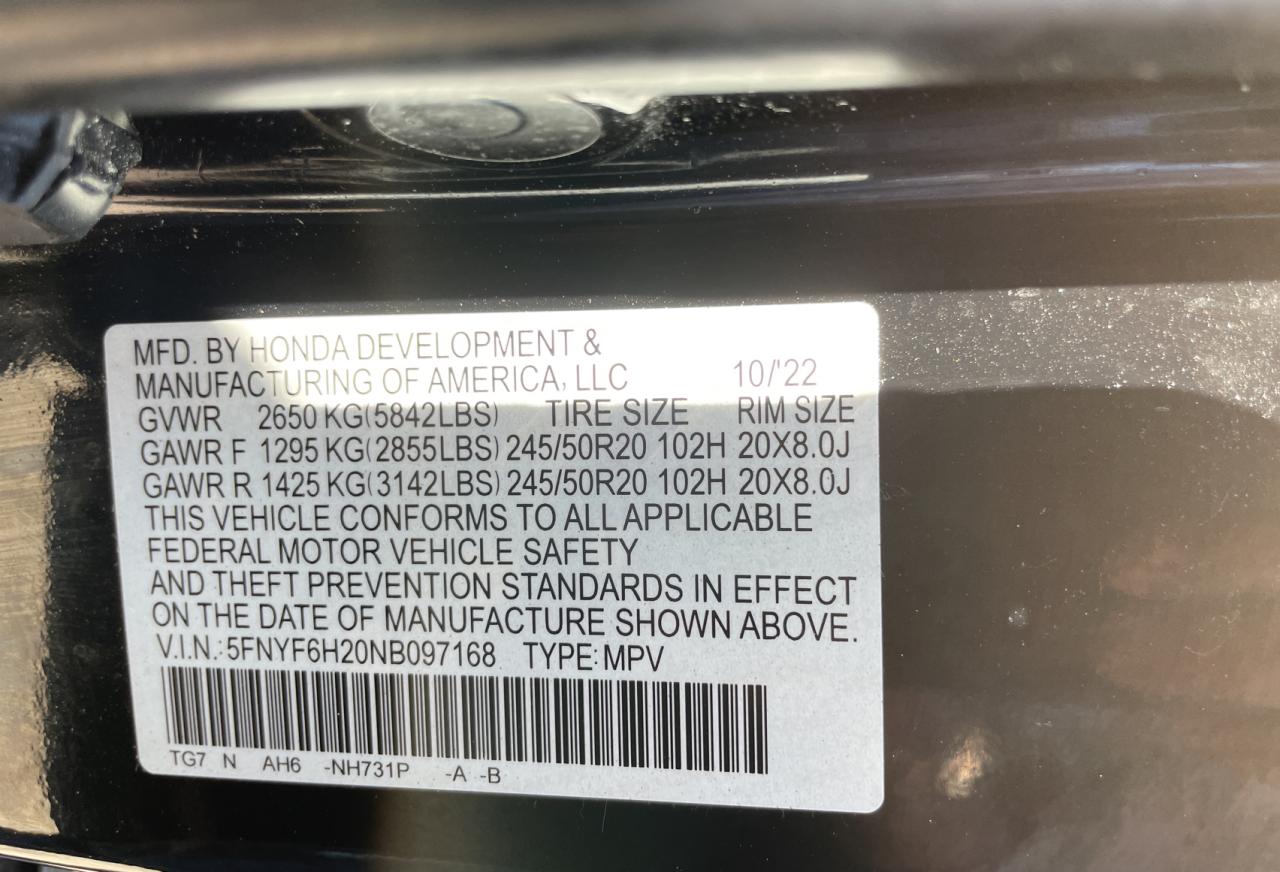 MFD. BY HONDA DEVELOPMENT &
MANUFACTURING OF AMERICA, LLC 10/'22
GVWR 2650 KG(5842LBS) TIRE SIZE RIM SIZE
GAWR F 1295 KG(2855LBS) 245/50R20 102H 20X8.0J
GAWR R 1425 KG(3142LBS) 245/50R20 102H 20X8.0J
THIS VEHICLE CONFORMS TO ALL APPLICABLE
FEDERAL MOTOR VEHICLE SAFETY
AND THEFT PREVENTION STANDARDS IN EFFECT
ON THE DATE OF MANUFACTURE SHOWN ABOVE.
V.I.N.: 5FNYF6H20NB097168 TYPE: MPV
TG7 N AH6 -NH731P -A -B